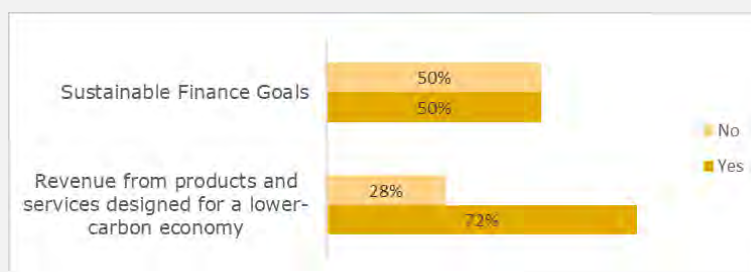 50%
Sustainable Finance Goals
50%
No
Yes
Revenue from products and
services designed for a lower-
carbon economy
28%
72%